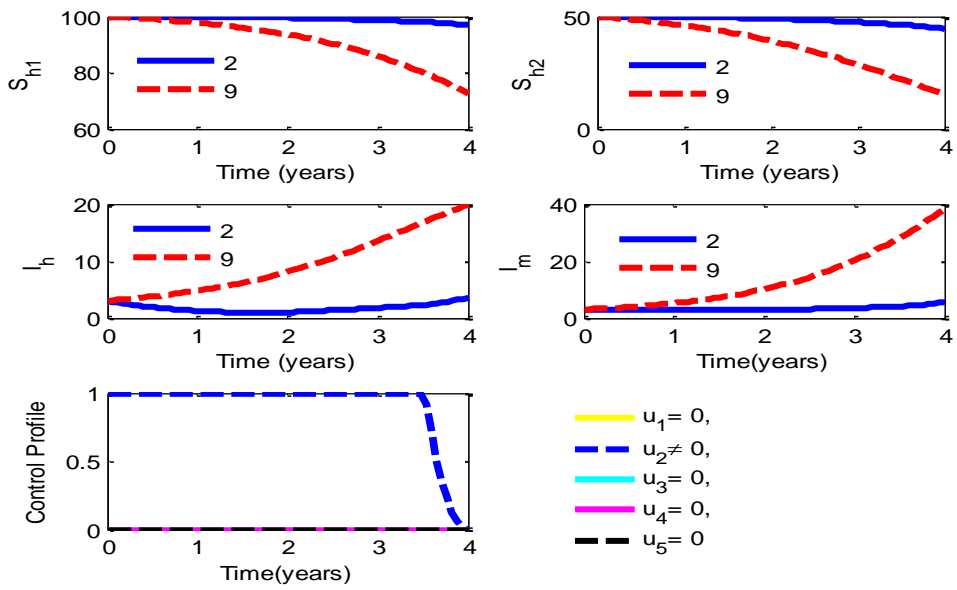 S_h1
100
80
60
2
9
0 1 2 3 4
Time (years)
S_h2
50
0
2
9
0 1 2 3 4
Time (years)
I_h
20
10
0
2
9
0 1 2 3 4
Time (years)
I_m
40
20
0
2
9
0 1 2 3 4
Time(years)
Control Profile
1
0.5
0
0 1 2 3 4
Time(years)
u_1= 0,
u_2≠ 0,
u_3= 0,
u_4= 0,
u_5= 0